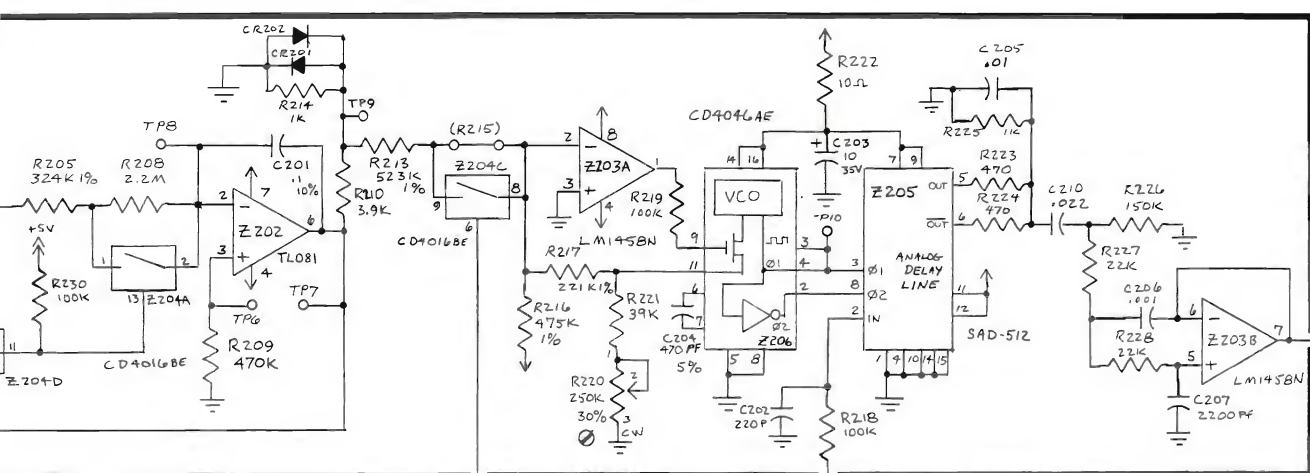 CR202
CR201
R214
1K
TP9
TP8
R205
324K 1%
R208
2.2M
C201
.1
10%
+5V
R230
100K
1
2
13
Z204A
CD4016BE
11
Z204D
2
3
7
4
6
Z202
TL081
TP6
TP7
R209
470K
R210
3.9K
R213
523K
1%
(R215)
Z204C
9
8
6
CD4016BE
2
3
8
4
1
Z203A
LM1458N
R219
100K
R217
221K 1%
R216
475K
1%
R221
39K
1
2
3
R220
250K
30%
CW
CD4046AE
14
16
VCO
9
11
3
4
Ø1
2
Ø2
6
7
C204
470 PF
5%
5
8
Z206
R222
10Ω
+
C203
10
35V
-P10
7
9
Z205
OUT
5
OUT
6
ANALOG
DELAY
LINE
3
Ø1
8
Ø2
2
IN
11
12
SAD-512
1
4
10
14
15
C202
220P
R218
100K
C205
.01
R225
1K
R223
470
R224
470
C210
.022
R226
150K
R227
22K
C206
.001
R228
22K
6
5
7
Z203B
LM1458N
C207
2200 PF